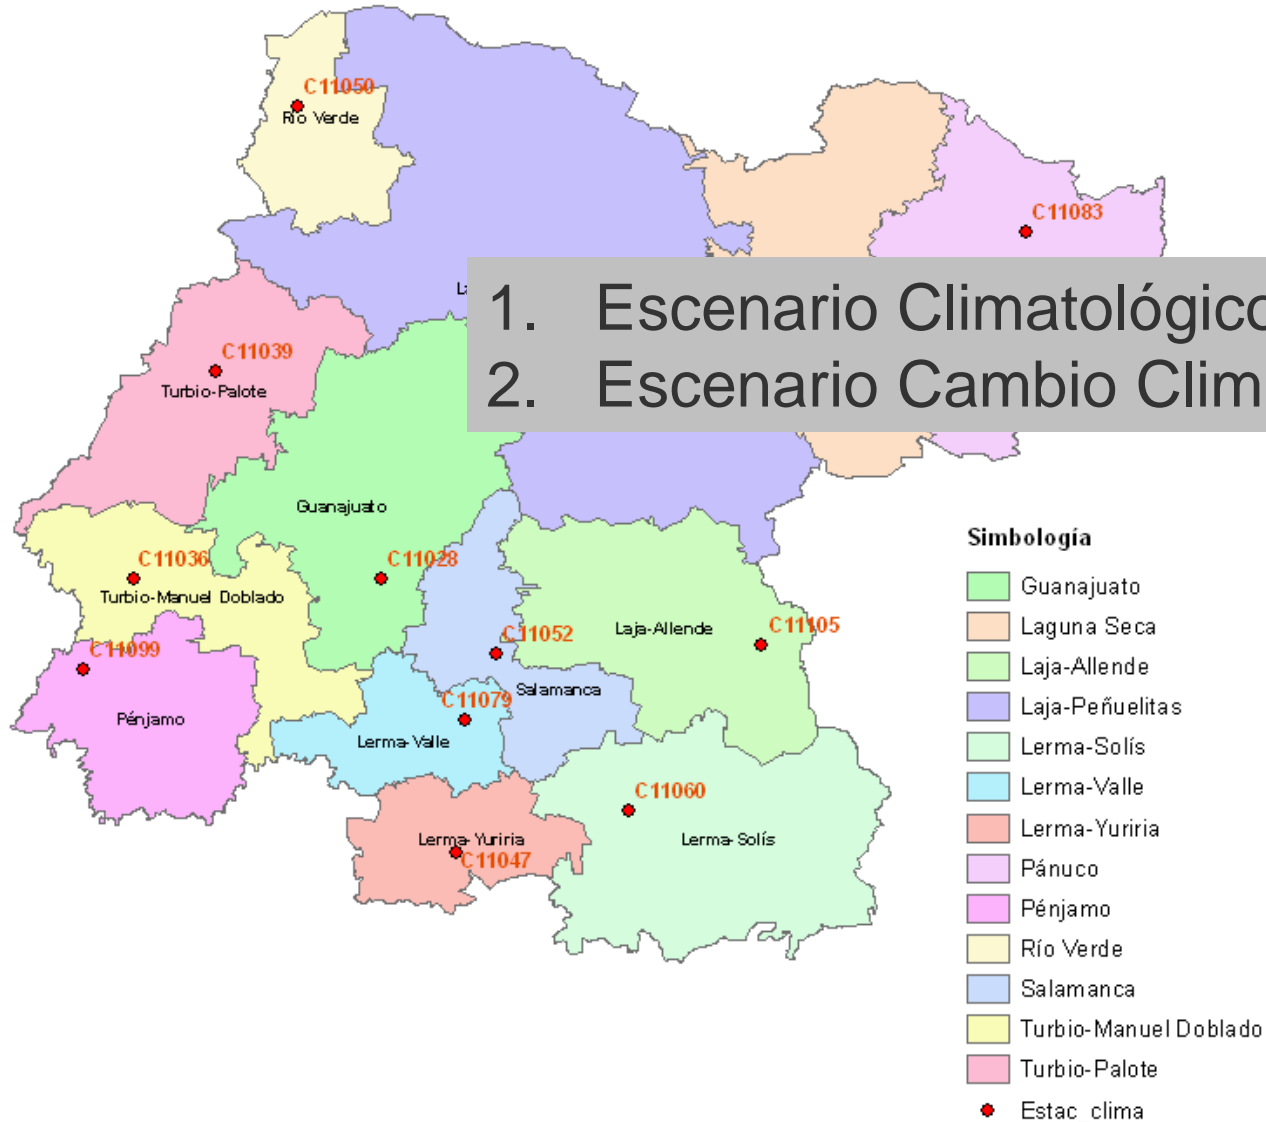 C11050
Río Verde
C11083
1. Escenario Climatológico
2. Escenario Cambio Clim
C11039
Turbio-Palote
Guanajuato
C11036
C11028
Turbio-Manuel Doblado
C11099
C11052
Laja-Allende
C11105
Pénjamo
C11079
Salamanca
Lerma-Valle
C11060
Lerma-Yuriria
C11047
Lerma-Solís
Simbología
Guanajuato
Laguna Seca
Laja-Allende
Laja-Peñuelitas
Lerma-Solís
Lerma-Valle
Lerma-Yuriria
Pánuco
Pénjamo
Río Verde
Salamanca
Turbio-Manuel Doblado
Turbio-Palote
Estac_clima